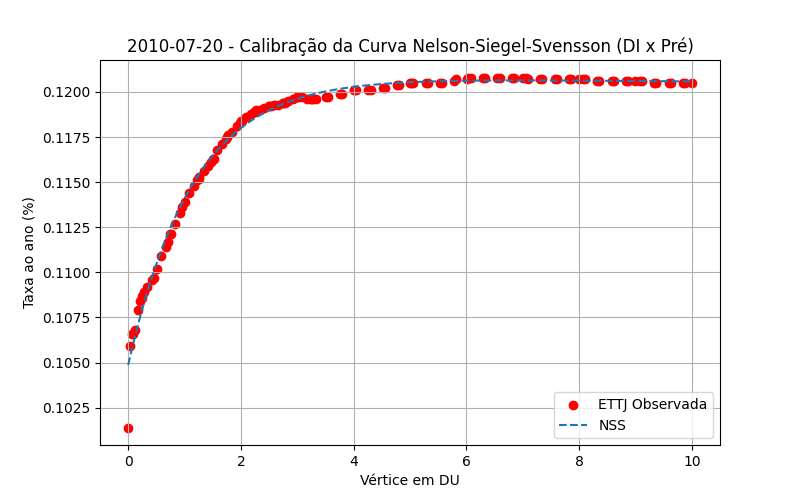 2010-07-20 - Calibração da Curva Nelson-Siegel-Svensson (DI x Pré)
Taxa ao ano (%)
0.1200
0.1175
0.1150
0.1125
0.1100
0.1075
0.1050
0.1025
ETTJ Observada
NSS
0 2 4 6 8 10
Vértice em DU